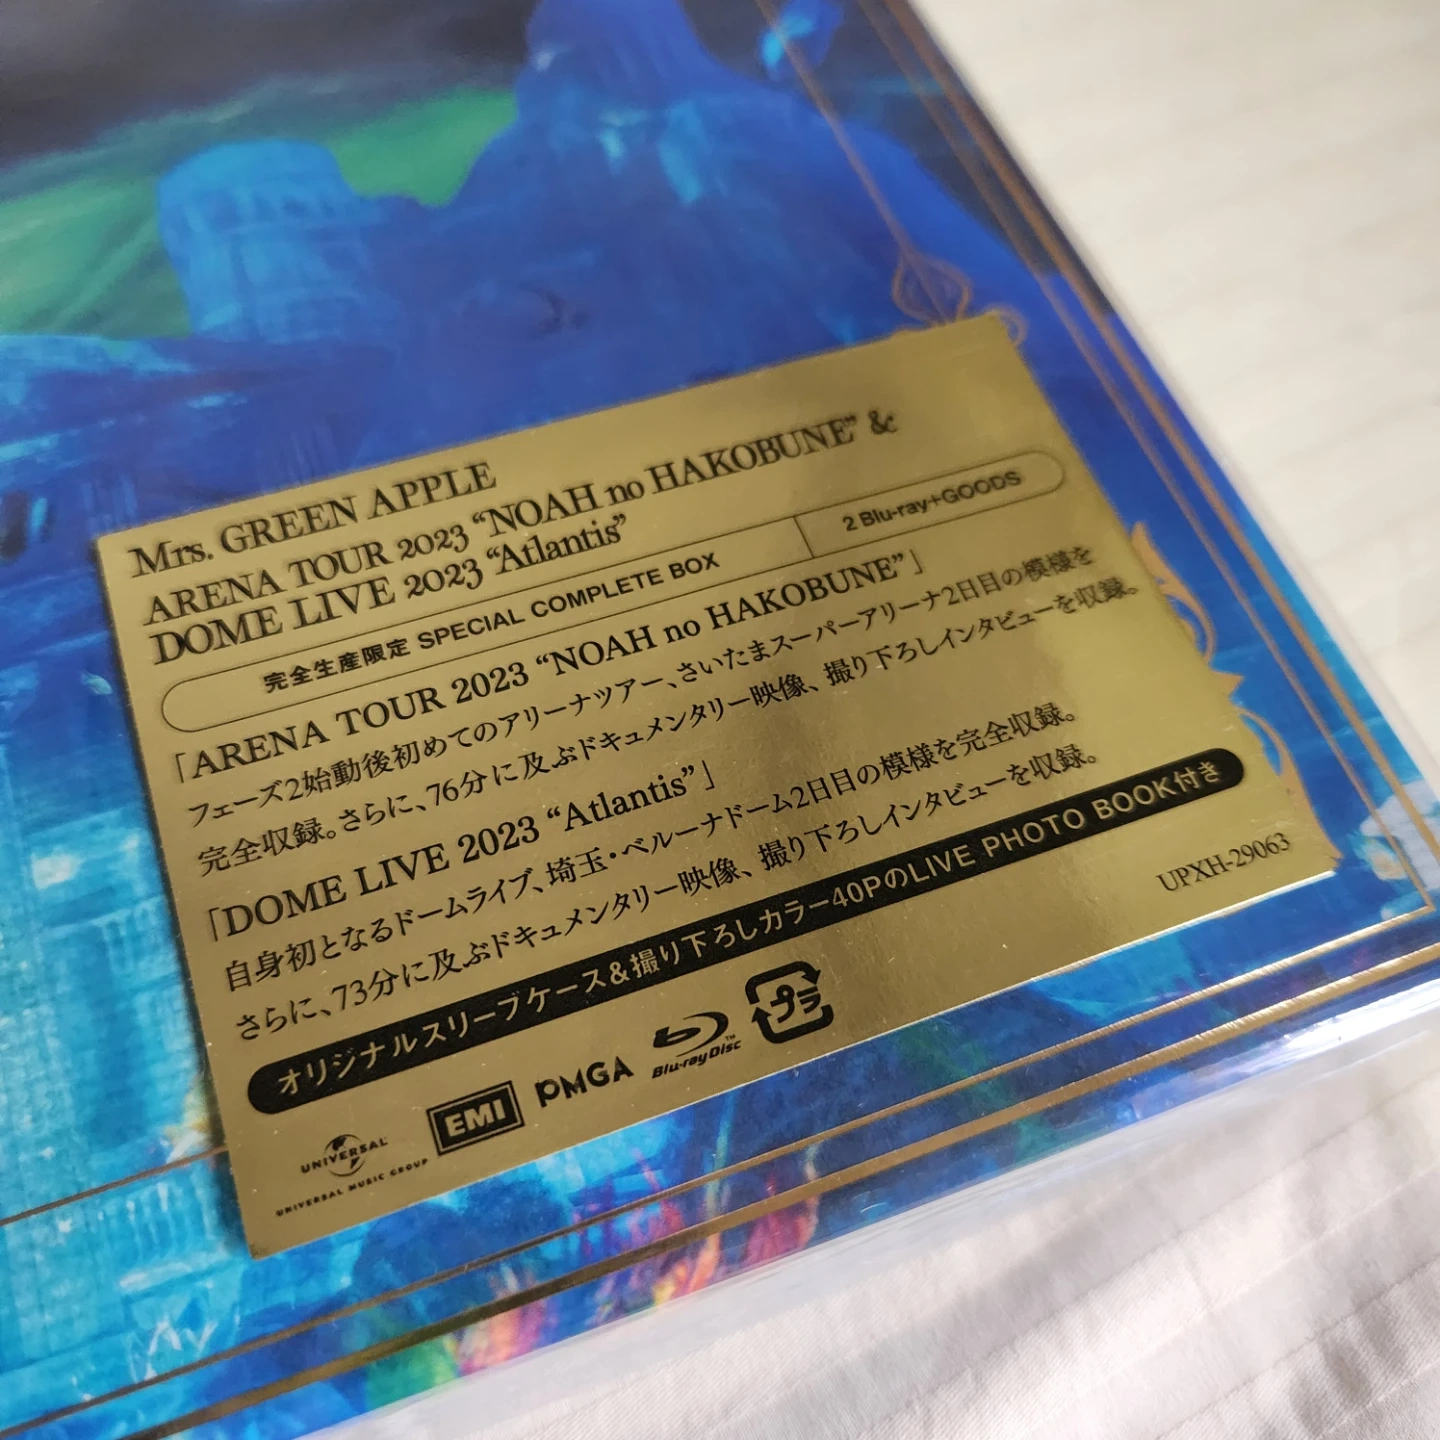 Mrs. GREEN APPLE
ARENA TOUR 2023 “NOAH no HAKOBUNE” &
DOME LIVE 2023 “Atlantis”
完全生産限定 SPECIAL COMPLETE BOX 2 Blu-ray+GOODS
「ARENA TOUR 2023 “NOAH no HAKOBUNE”」
フェーズ2始動後初めてのアリーナツアー、さいたまスーパーアリーナ2日目の模様を
完全収録。さらに、76分に及ぶドキュメンタリー映像、撮り下ろしインタビューを収録。
「DOME LIVE 2023 “Atlantis”」
自身初となるドームライブ、埼玉・ベルーナドーム2日目の模様を完全収録。
さらに、73分に及ぶドキュメンタリー映像、撮り下ろしインタビューを収録。
オリジナルスリーブケース&撮り下ろしカラー40PのLIVE PHOTO BOOK付き
UPXH-29063
UNIVERSAL
UNIVERSAL MUSIC GROUP
EMI
PMGA
Blu-ray Disc
プラ